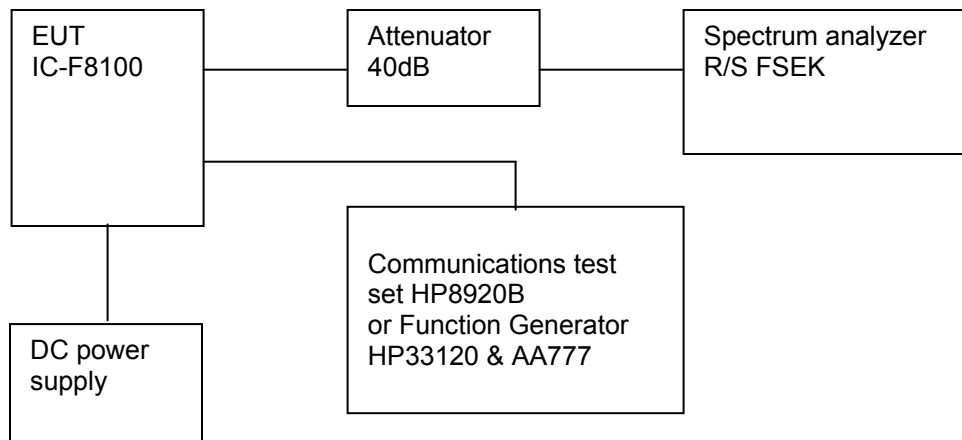 EUT
IC-F8100
Attenuator
40dB
Spectrum analyzer
R/S FSEK
Communications test
set HP8920B
or Function Generator
HP33120 & AA777
DC power
supply